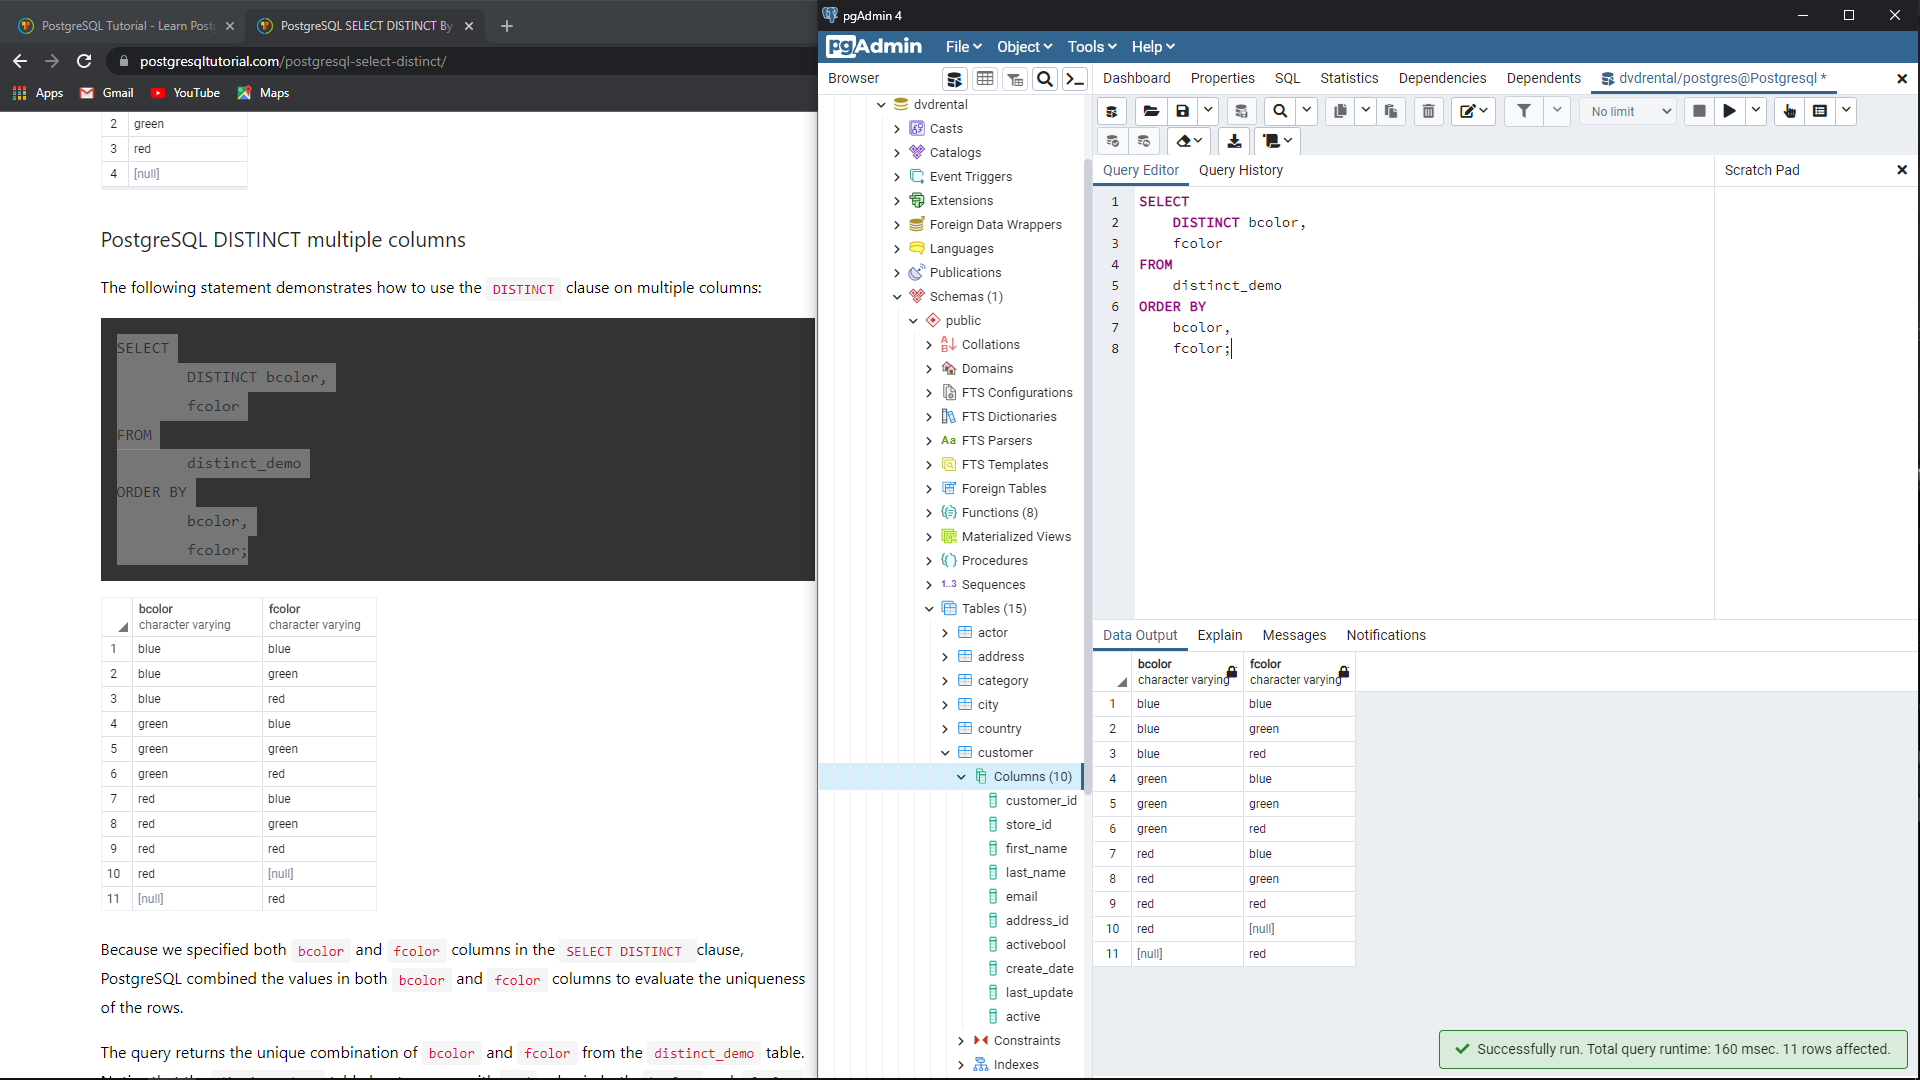 PostgreSQL Tutorial - Learn Post
PostgreSQL SELECT DISTINCT By
postgresqltutorial.com/postgresql-select-distinct/
Apps
Gmail
YouTube
Maps
2 green
3 red
4 [null]
PostgreSQL DISTINCT multiple columns
The following statement demonstrates how to use the DISTINCT clause on multiple columns:
SELECT
DISTINCT bcolor,
fcolor
FROM
distinct_demo
ORDER BY
bcolor,
fcolor;
bcolor fcolor
character varying character varying
1 blue blue
2 blue green
3 blue red
4 green blue
5 green green
6 green red
7 red blue
8 red green
9 red red
10 red [null]
11 [null] red
Because we specified both bcolor and fcolor columns in the SELECT DISTINCT clause,
PostgreSQL combined the values in both bcolor and fcolor columns to evaluate the uniqueness
of the rows.
The query returns the unique combination of bcolor and fcolor from the distinct_demo table.
pgAdmin 4
pgAdmin File Object Tools Help
Browser
Dashboard Properties SQL Statistics Dependencies Dependents dvdrental/postgres@Postgresql *
dvdrental
Casts
Catalogs
Event Triggers
Extensions
Foreign Data Wrappers
Languages
Publications
Schemas (1)
public
Collations
Domains
FTS Configurations
FTS Dictionaries
Aa FTS Parsers
FTS Templates
Foreign Tables
Functions (8)
Materialized Views
Procedures
1..3 Sequences
Tables (15)
actor
address
category
city
country
customer
Columns (10)
customer_id
store_id
first_name
last_name
email
address_id
activebool
create_date
last_update
active
Constraints
Indexes
No limit
Query Editor Query History
Scratch Pad
1 SELECT
2 DISTINCT bcolor,
3 fcolor
4 FROM
5 distinct_demo
6 ORDER BY
7 bcolor,
8 fcolor;
Data Output Explain Messages Notifications
bcolor fcolor
character varying character varying
1 blue blue
2 blue green
3 blue red
4 green blue
5 green green
6 green red
7 red blue
8 red green
9 red red
10 red [null]
11 [null] red
Successfully run. Total query runtime: 160 msec. 11 rows affected.